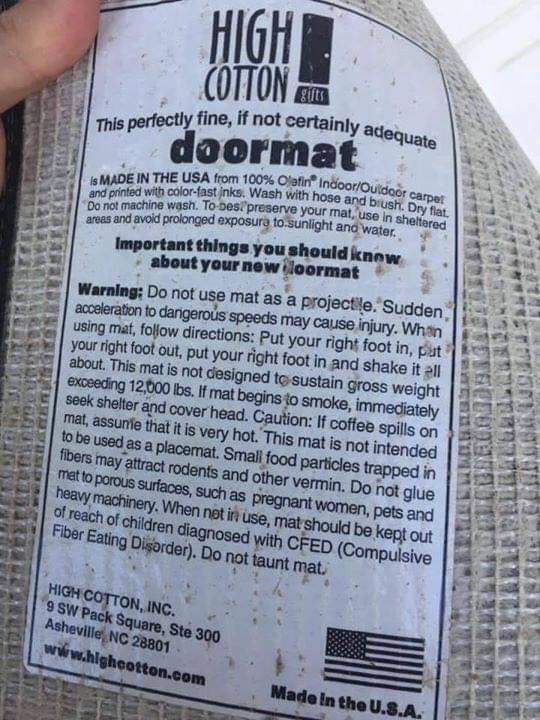 HIGH
COTTON
gifts
This perfectly fine, if not certainly adequate
doormat
is MADE IN THE USA from 100% Olefin® Indoor/Outdoor carpet
and printed with color-fast inks. Wash with hose and brush. Dry flat.
Do not machine wash. To best preserve your mat, use in sheltered
areas and avoid prolonged exposure to sunlight and water.
Important things you should know
about your new doormat
Warning: Do not use mat as a projectile. Sudden
acceleration to dangerous speeds may cause injury. When
using mat, follow directions: Put your right foot in, put
your right foot out, put your right foot in and shake it all
about. This mat is not designed to sustain gross weight
exceeding 12,000 lbs. If mat begins to smoke, immediately
seek shelter and cover head. Caution: If coffee spills on
mat, assume that it is very hot. This mat is not intended
to be used as a placemat. Small food particles trapped in
fibers may attract rodents and other vermin. Do not glue
mat to porous surfaces, such as pregnant women, pets and
heavy machinery. When not in use, mat should be kept out
of reach of children diagnosed with CFED (Compulsive
Fiber Eating Disorder). Do not taunt mat.
HIGH COTTON, INC.
9 SW Pack Square, Ste 300
Asheville, NC 28801
www.highcotton.com
Made in the U.S.A.